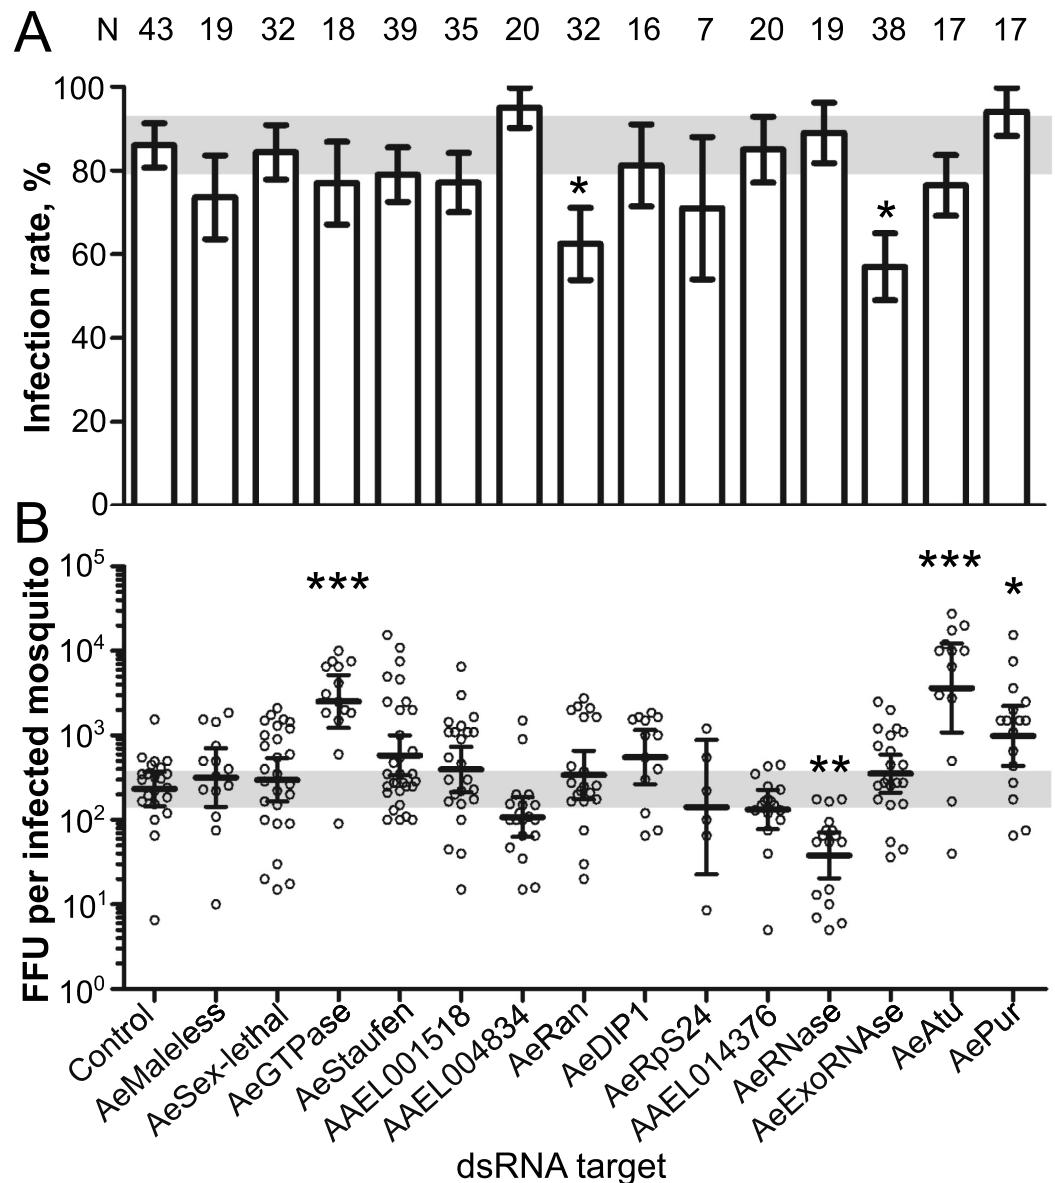 A N 43 19 32 18 39 35 20 32 16 7 20 19 38 17 17
Infection rate, %
100
80
60
40
20
0
* *
B
FFU per infected mosquito
10⁵
10⁴
10³
10²
10¹
10⁰
*** ** *** *
Control
AeMaleless
AeSex-lethal
AeGTPase
AeStaufen
AAEL001518
AAEL004834
AeRan
AeDIP1
AeRpS24
AAEL014376
AeRNase
AeExoRNAse
AeAtu
AePur
dsRNA target